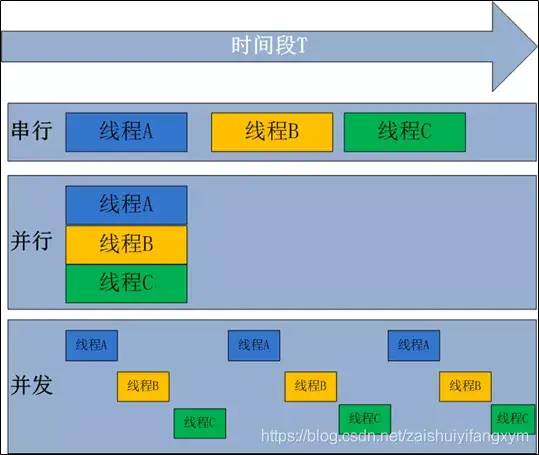 时间段T
串行 线程A 线程B 线程C
线程A
并行 线程B
线程C
线程A 线程A 线程A
并发 线程B 线程B 线程B
线程C 线程C 线程C
https://blog.csdn.net/zaishuiyifangxym